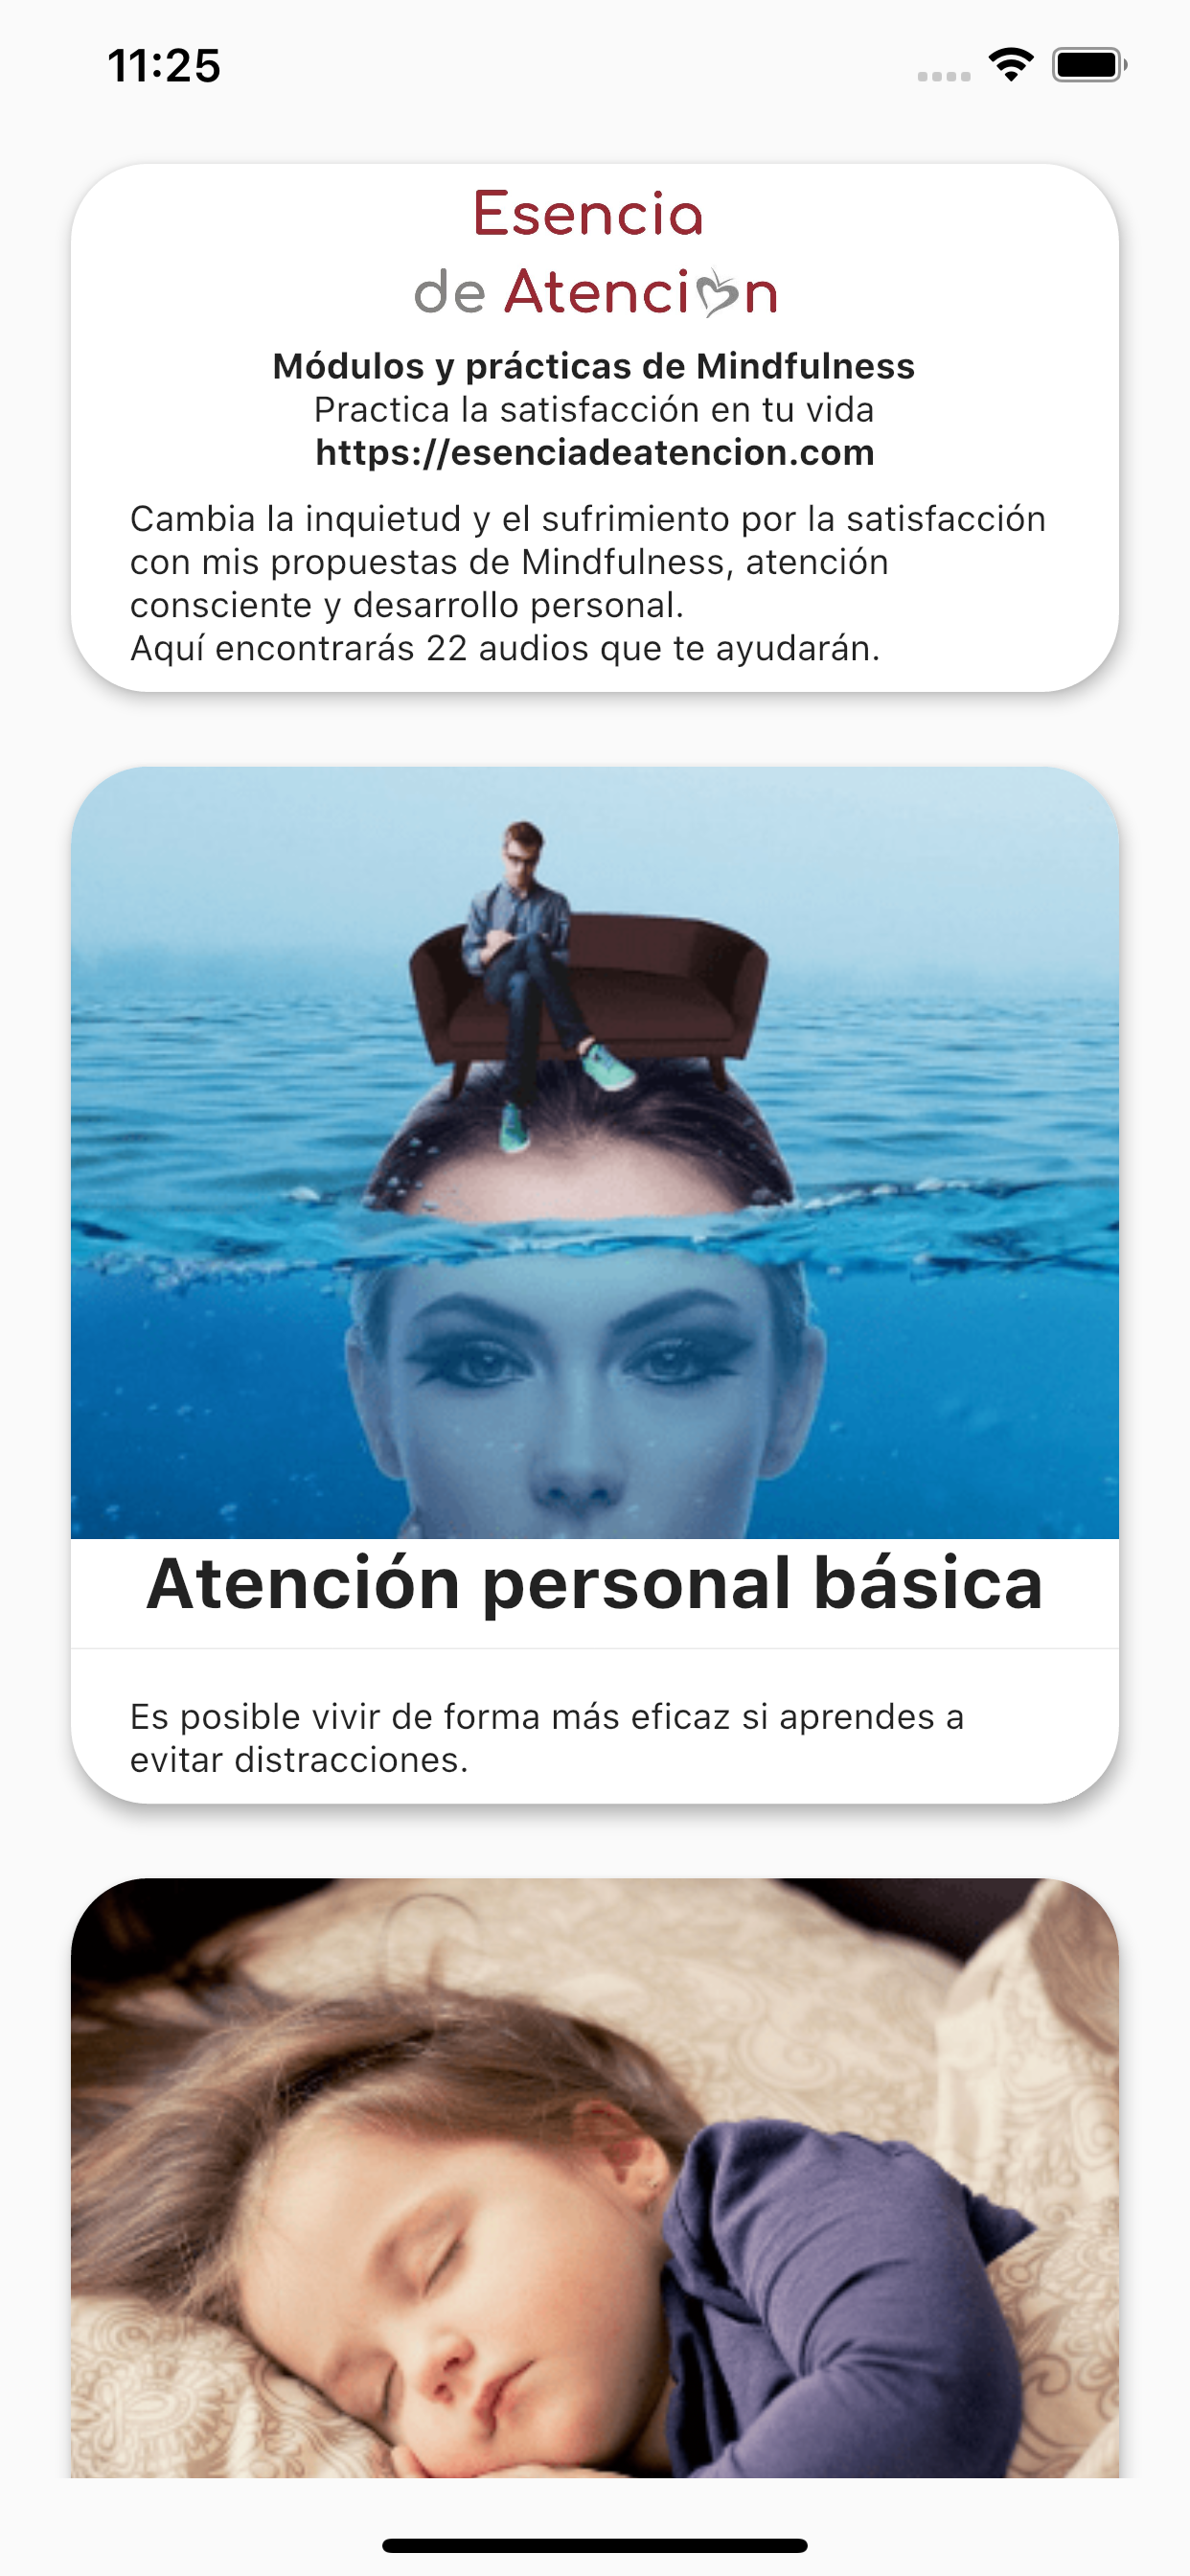 11:25
Esencia
de Atención
Módulos y prácticas de Mindfulness
Practica la satisfacción en tu vida
https://esenciadeatencion.com
Cambia la inquietud y el sufrimiento por la satisfacción
con mis propuestas de Mindfulness, atención
consciente y desarrollo personal.
Aquí encontrarás 22 audios que te ayudarán.
Atención personal básica
Es posible vivir de forma más eficaz si aprendes a
evitar distracciones.